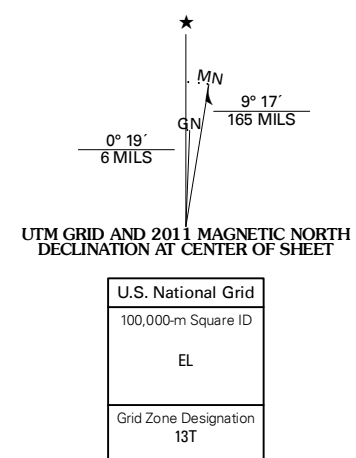 ★
MN
GN
9° 17´
165 MILS
0° 19´
6 MILS
UTM GRID AND 2011 MAGNETIC NORTH
DECLINATION AT CENTER OF SHEET
U.S. National Grid
100,000-m Square ID
EL
Grid Zone Designation
13T